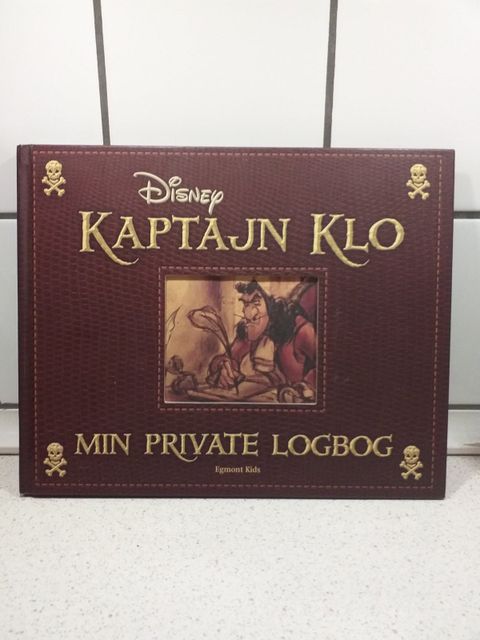 Disney
KAPTAJN KLO
MIN PRIVATE LOGBOG
Egmont Kids